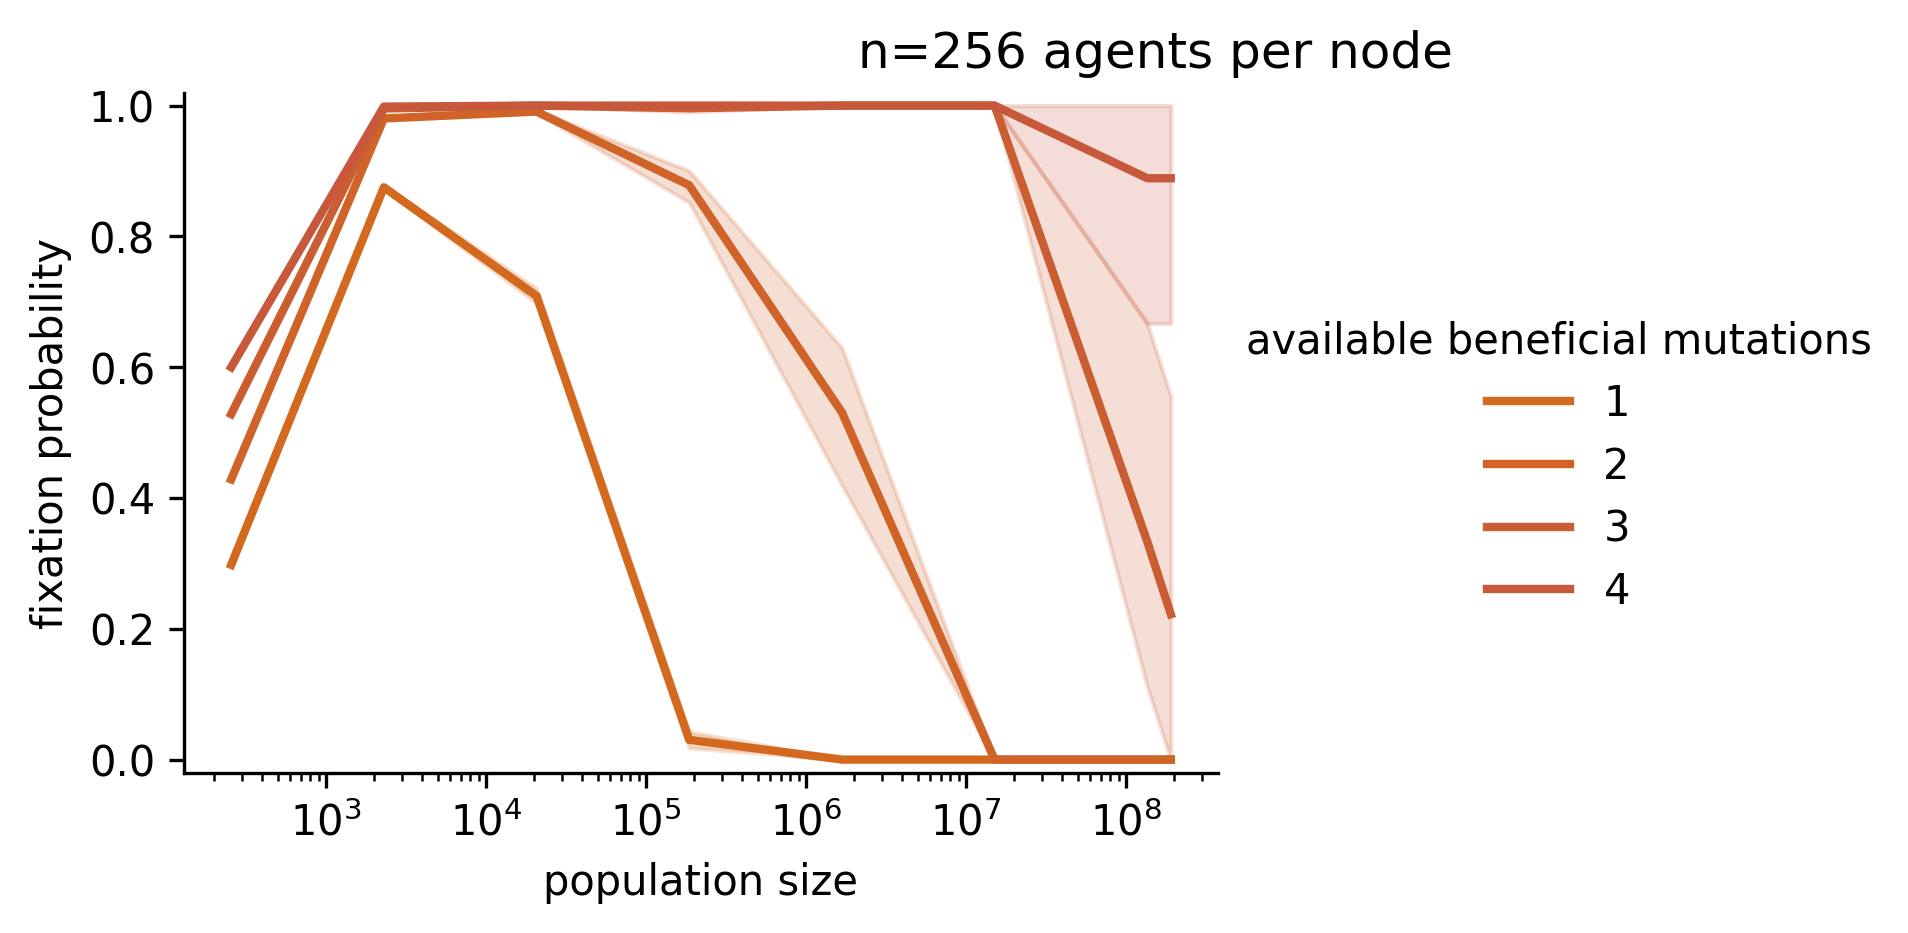 n=256 agents per node
1.0
0.8
0.6
0.4
0.2
0.0
fixation probability
10³ 10⁴ 10⁵ 10⁶ 10⁷ 10⁸
population size
available beneficial mutations
1
2
3
4